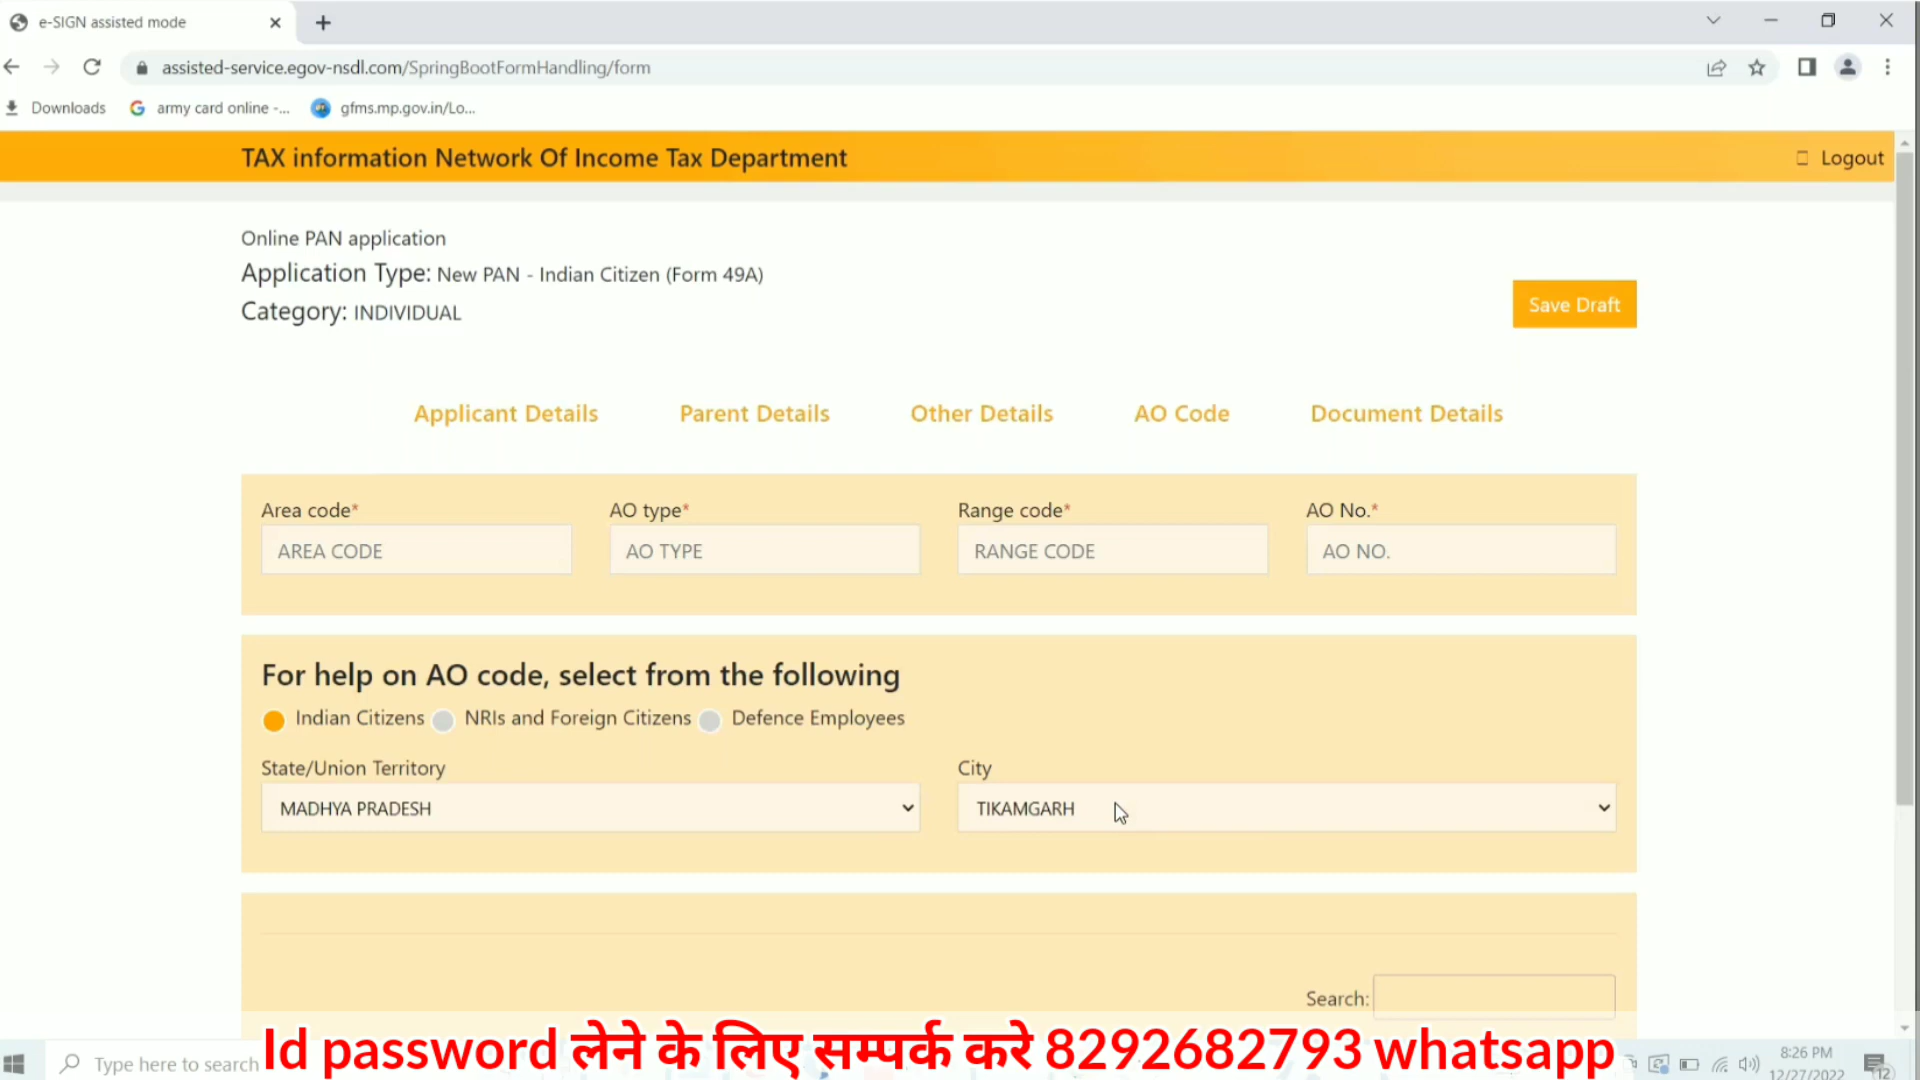 e-SIGN assisted mode
assisted-service.egov-nsdl.com/SpringBootFormHandling/form
Downloads army card online -... gfms.mp.gov.in/Lo...
TAX information Network Of Income Tax Department
Logout
Online PAN application
Application Type: New PAN - Indian Citizen (Form 49A)
Category: INDIVIDUAL
Save Draft
Applicant Details Parent Details Other Details AO Code Document Details
Area code* AO type* Range code* AO No.*
AREA CODE AO TYPE RANGE CODE AO NO.
For help on AO code, select from the following
Indian Citizens NRIs and Foreign Citizens Defence Employees
State/Union Territory City
MADHYA PRADESH TIKAMGARH
Search:
Id password लेने के लिए सम्पर्क करे 8292682793 whatsapp
Type here to search
8:26 PM
12/27/2022
12